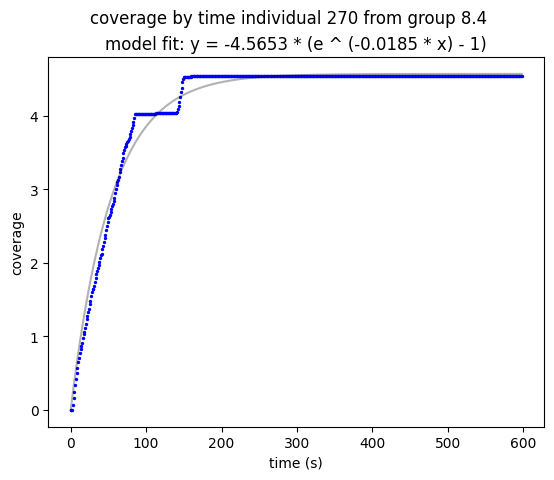 coverage by time individual 270 from group 8.4
model fit: y = -4.5653 * (e ^ (-0.0185 * x) - 1)
4
3
2
1
0
coverage
0 100 200 300 400 500 600
time (s)